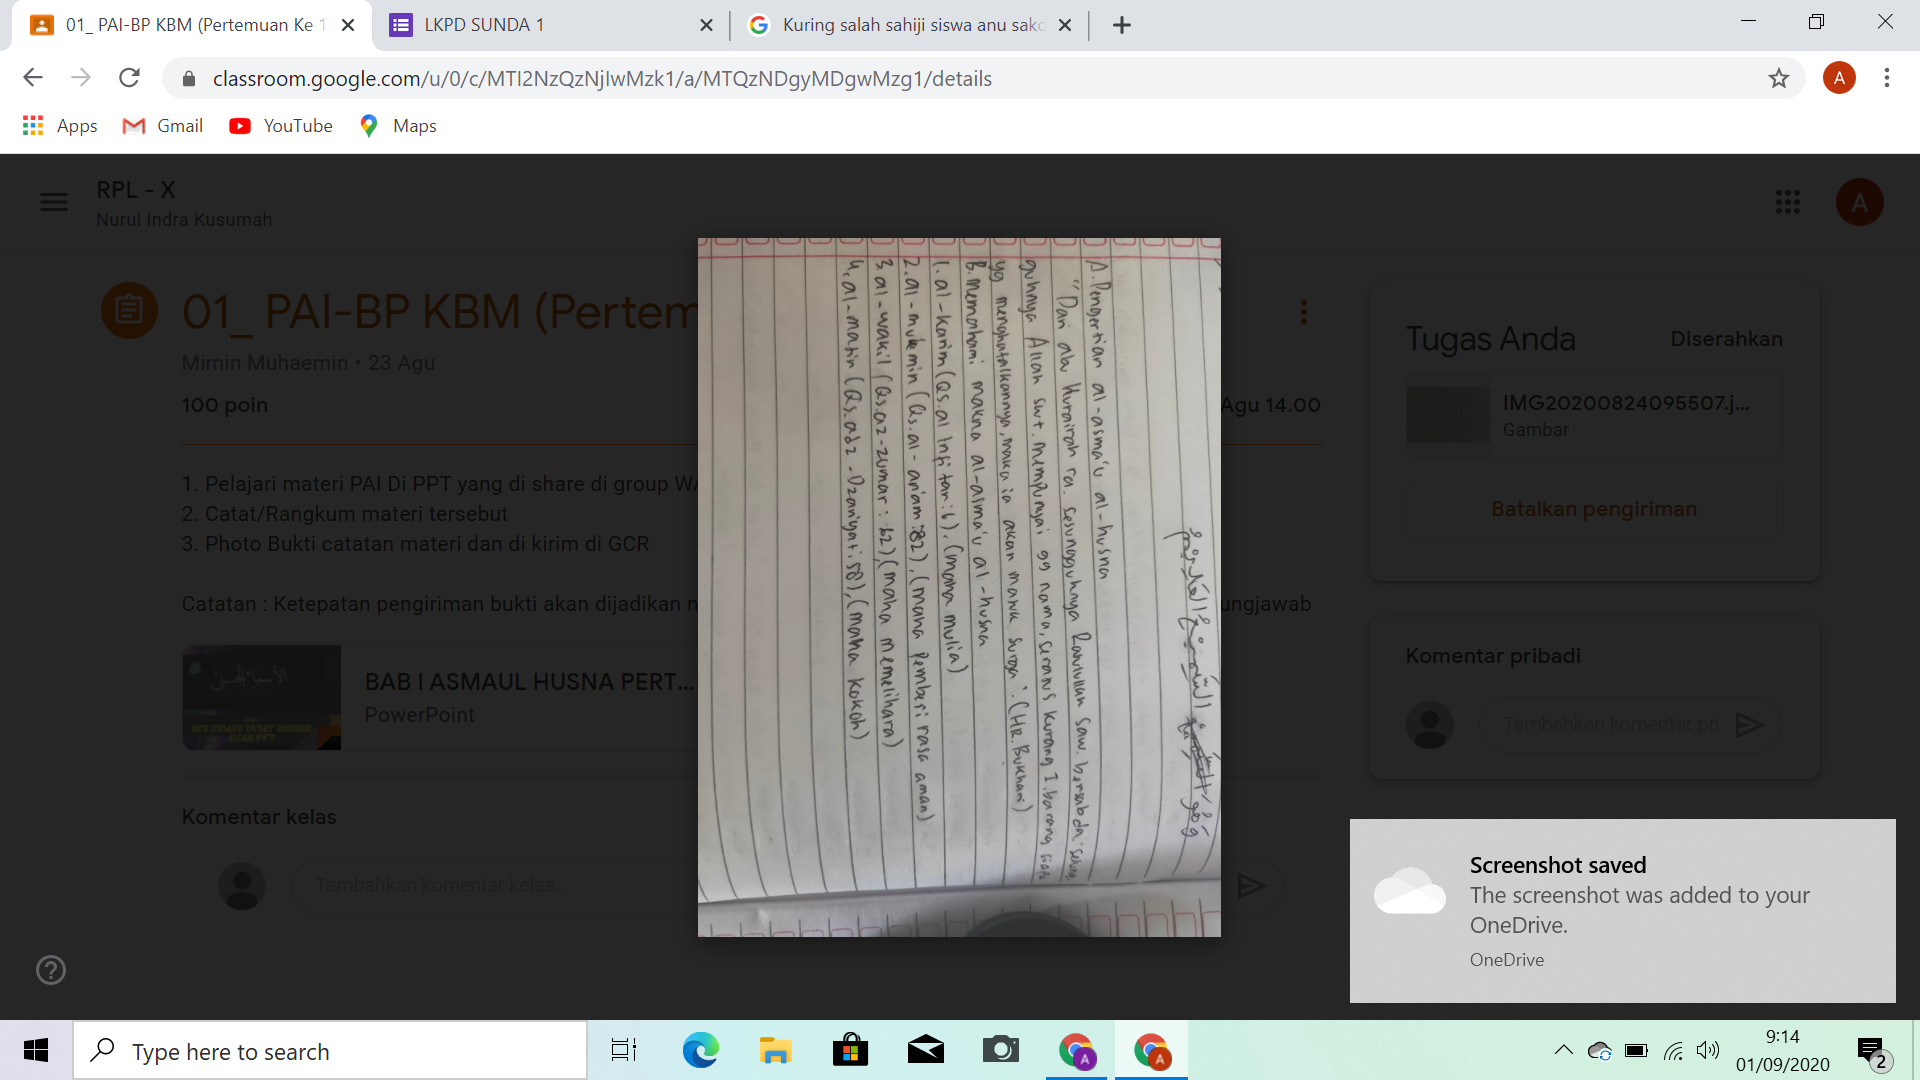 01_ PAI-BP KBM (Pertemuan Ke 1
LKPD SUNDA 1
Kuring salah sahiji siswa anu sako
classroom.google.com/u/0/c/MTI2NzQzNjIwMzk1/a/MTQzNDgyMDgwMzg1/details
A
Apps
Gmail
YouTube
Maps
RPL - X
Nurul Indra Kusumah
A
01_ PAI-BP KBM (Pertem
Mimin Muhaemin • 23 Agu
100 poin
Agu 14.00
1. Pelajari materi PAI Di PPT yang di share di group WA
2. Catat/Rangkum materi tersebut
3. Photo Bukti catatan materi dan di kirim di GCR
Catatan : Ketepatan pengiriman bukti akan dijadikan n
ungjawab
BAB I ASMAUL HUSNA PERT...
PowerPoint
Komentar kelas
Tambahkan komentar kelas...
A. Pengertian al-asma'u al-husna
"Dari abu Hurairah ra. sesungguhnya Rasulullah Saw. bersabda: sesung
guhnya Allah swt. mempunyai gg nama, seratus kurang 1. barang siapa
yg menghafalkannya, maka ia akan masuk surga". (HR. Bukhari)
B. Memahami makna al-asma'u al-husna
1. al-karim (Qs. al infitar: 6), (maha mulia)
2. al-mukmin (Qs. al-an'am: 82), (maha pemberi rasa aman)
3. al-wakil (Qs. az-zumar: 62), (maha memelihara)
4. al-matin (Qs. adz-Dzariyat: 58), (maha kokoh)
Tugas Anda
Diserahkan
IMG20200824095507.j...
Gambar
Batalkan pengiriman
Komentar pribadi
Tambahkan komentar pri
Screenshot saved
The screenshot was added to your
OneDrive.
OneDrive
Type here to search
9:14
01/09/2020
2